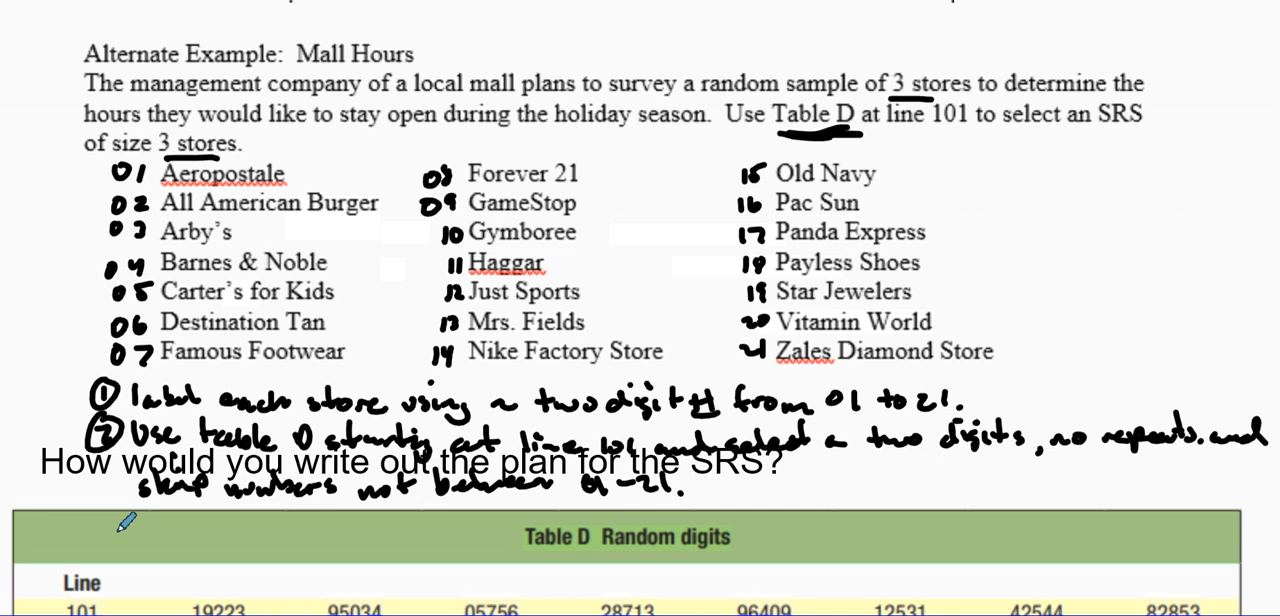 Alternate Example: Mall Hours
The management company of a local mall plans to survey a random sample of 3 stores to determine the
hours they would like to stay open during the holiday season. Use Table D at line 101 to select an SRS
of size 3 stores.
01 Aeropostale 08 Forever 21 15 Old Navy
02 All American Burger 09 GameStop 16 Pac Sun
03 Arby's 10 Gymboree 17 Panda Express
04 Barnes & Noble 11 Haggar 18 Payless Shoes
05 Carter's for Kids 12 Just Sports 19 Star Jewelers
06 Destination Tan 13 Mrs. Fields 20 Vitamin World
07 Famous Footwear 14 Nike Factory Store 21 Zales Diamond Store
① label each store using a two digit # from 01 to 21.
② Use table D starting at line 101 and select a two digits, no repeats. and
How would you write out the plan for the SRS?
skip numbers not between 01-21.
Table D Random digits
Line
101 19223 95034 05756 28713 96409 12531 42544 82853